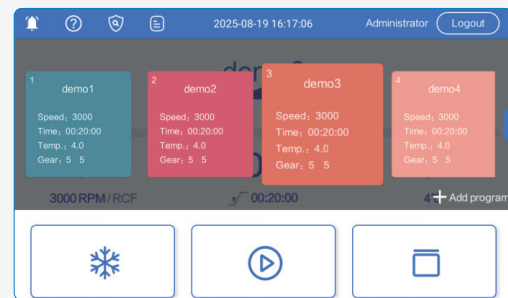 2025-08-19 16:17:06
Administrator
Logout
1
demo1
Speed: 3000
Time: 00:20:00
Temp.: 4.0
Gear: 5 5
2
demo2
Speed: 3000
Time: 00:20:00
Temp.: 4.0
Gear: 5 5
3
demo3
Speed: 3000
Time: 00:20:00
Temp.: 4.0
Gear: 5 5
4
demo4
Speed: 3000
Time: 00:20:00
Temp.: 4.0
Gear: 5 5
3000 RPM/RCF
00:20:00
Add program